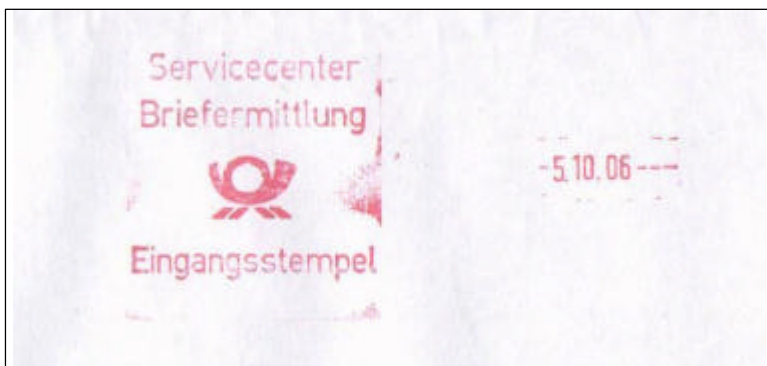 Servicecenter
Briefermittlung
Eingangsstempel
-5.10.06---